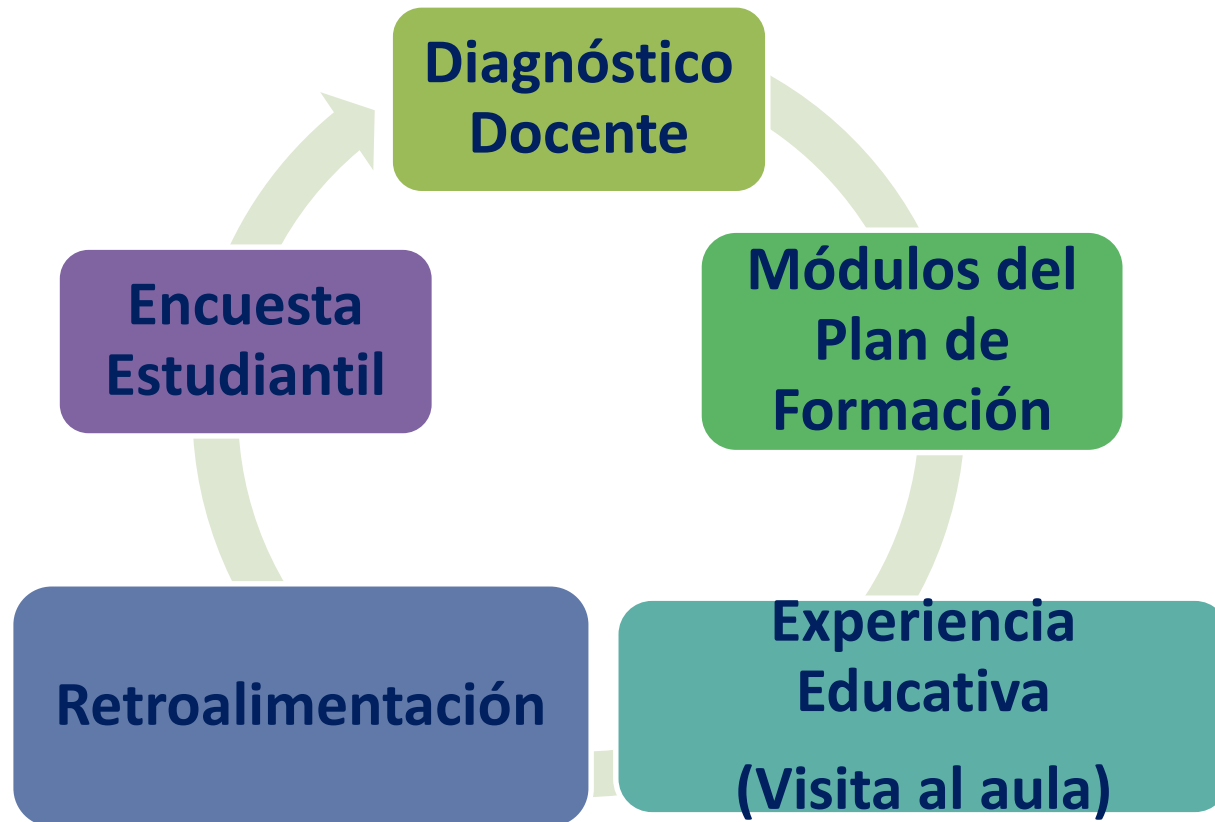 Diagnóstico
Docente
Módulos del
Plan de
Formación
Experiencia
Educativa
(Visita al aula)
Retroalimentación
Encuesta
Estudiantil